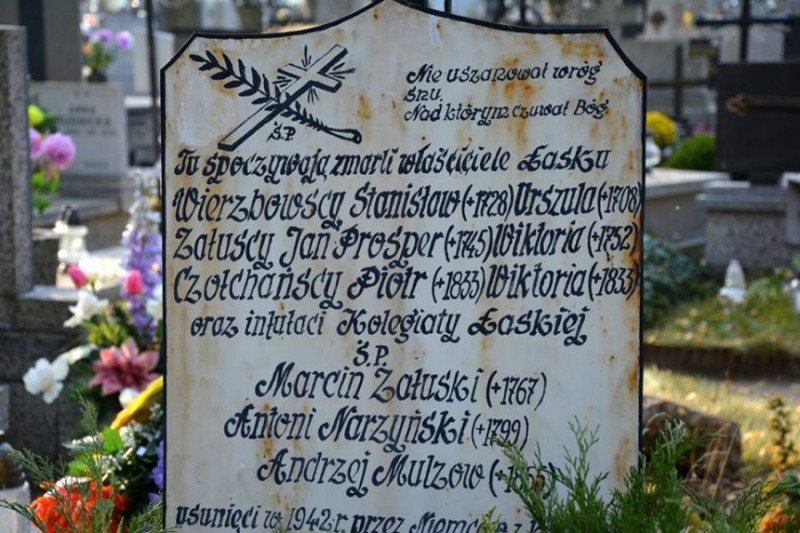 Nie uszanował wróg
snu,
Nad którym czuwał Bóg.
Ś.P.
Tu spoczywają zmarli właściciele Łasku
Wierzbowscy Stanisław (+1728) Urszula (+1708)
Załuscy Jan Prosper (+1745) Wiktoria (+1752)
Czołchańscy Piotr (+1833) Wiktoria (+1833)
oraz infułaci Kolegiaty Łaskiej
Ś.P.
Marcin Załuski (+1767)
Antoni Narzyński (+1799)
Andrzej Mulzow
usunięci w 1942 r. przez Niemców z